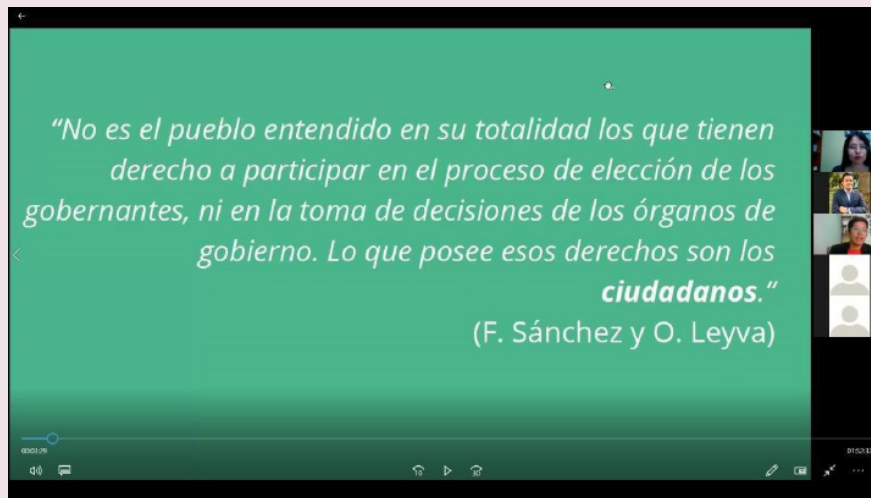 “No es el pueblo entendido en su totalidad los que tienen
derecho a participar en el proceso de elección de los
gobernantes, ni en la toma de decisiones de los órganos de
gobierno. Lo que posee esos derechos son los
ciudadanos.”
(F. Sánchez y O. Leyva)
10
30